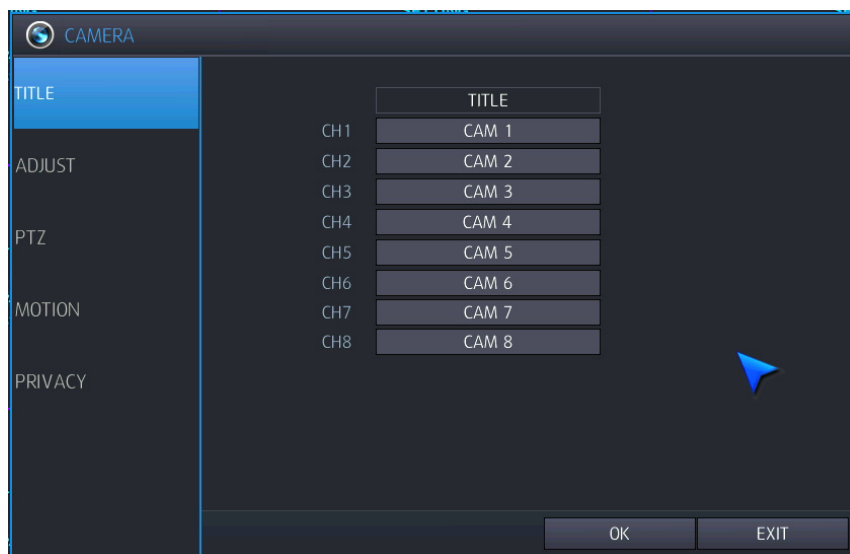 CAMERA
TITLE
ADJUST
PTZ
MOTION
PRIVACY
TITLE
CH1 CAM 1
CH2 CAM 2
CH3 CAM 3
CH4 CAM 4
CH5 CAM 5
CH6 CAM 6
CH7 CAM 7
CH8 CAM 8
OK EXIT